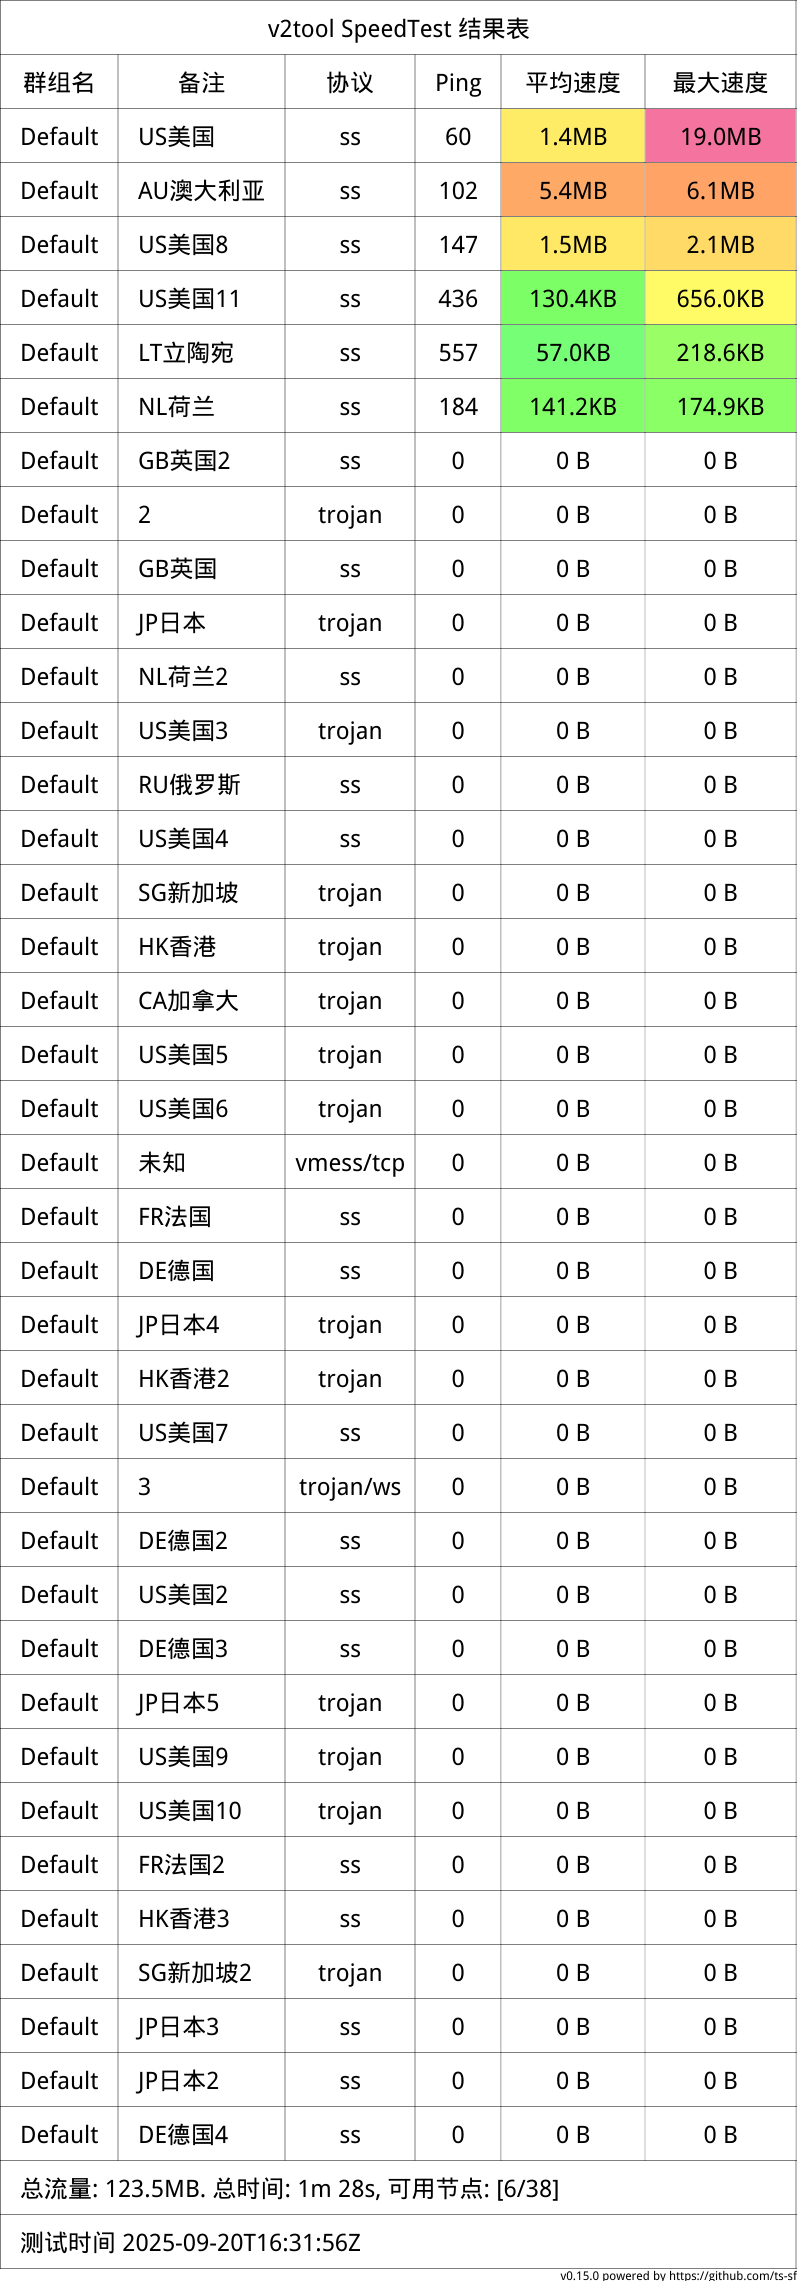 v2tool SpeedTest 结果表
群组名 备注 协议 Ping 平均速度 最大速度
Default US美国 ss 60 1.4MB 19.0MB
Default AU澳大利亚 ss 102 5.4MB 6.1MB
Default US美国8 ss 147 1.5MB 2.1MB
Default US美国11 ss 436 130.4KB 656.0KB
Default LT立陶宛 ss 557 57.0KB 218.6KB
Default NL荷兰 ss 184 141.2KB 174.9KB
Default GB英国2 ss 0 0 B 0 B
Default 2 trojan 0 0 B 0 B
Default GB英国 ss 0 0 B 0 B
Default JP日本 trojan 0 0 B 0 B
Default NL荷兰2 ss 0 0 B 0 B
Default US美国3 trojan 0 0 B 0 B
Default RU俄罗斯 ss 0 0 B 0 B
Default US美国4 ss 0 0 B 0 B
Default SG新加坡 trojan 0 0 B 0 B
Default HK香港 trojan 0 0 B 0 B
Default CA加拿大 trojan 0 0 B 0 B
Default US美国5 trojan 0 0 B 0 B
Default US美国6 trojan 0 0 B 0 B
Default 未知 vmess/tcp 0 0 B 0 B
Default FR法国 ss 0 0 B 0 B
Default DE德国 ss 0 0 B 0 B
Default JP日本4 trojan 0 0 B 0 B
Default HK香港2 trojan 0 0 B 0 B
Default US美国7 ss 0 0 B 0 B
Default 3 trojan/ws 0 0 B 0 B
Default DE德国2 ss 0 0 B 0 B
Default US美国2 ss 0 0 B 0 B
Default DE德国3 ss 0 0 B 0 B
Default JP日本5 trojan 0 0 B 0 B
Default US美国9 trojan 0 0 B 0 B
Default US美国10 trojan 0 0 B 0 B
Default FR法国2 ss 0 0 B 0 B
Default HK香港3 ss 0 0 B 0 B
Default SG新加坡2 trojan 0 0 B 0 B
Default JP日本3 ss 0 0 B 0 B
Default JP日本2 ss 0 0 B 0 B
Default DE德国4 ss 0 0 B 0 B
总流量: 123.5MB. 总时间: 1m 28s, 可用节点: [6/38]
测试时间 2025-09-20T16:31:56Z
v0.15.0 powered by https://github.com/ts-sf